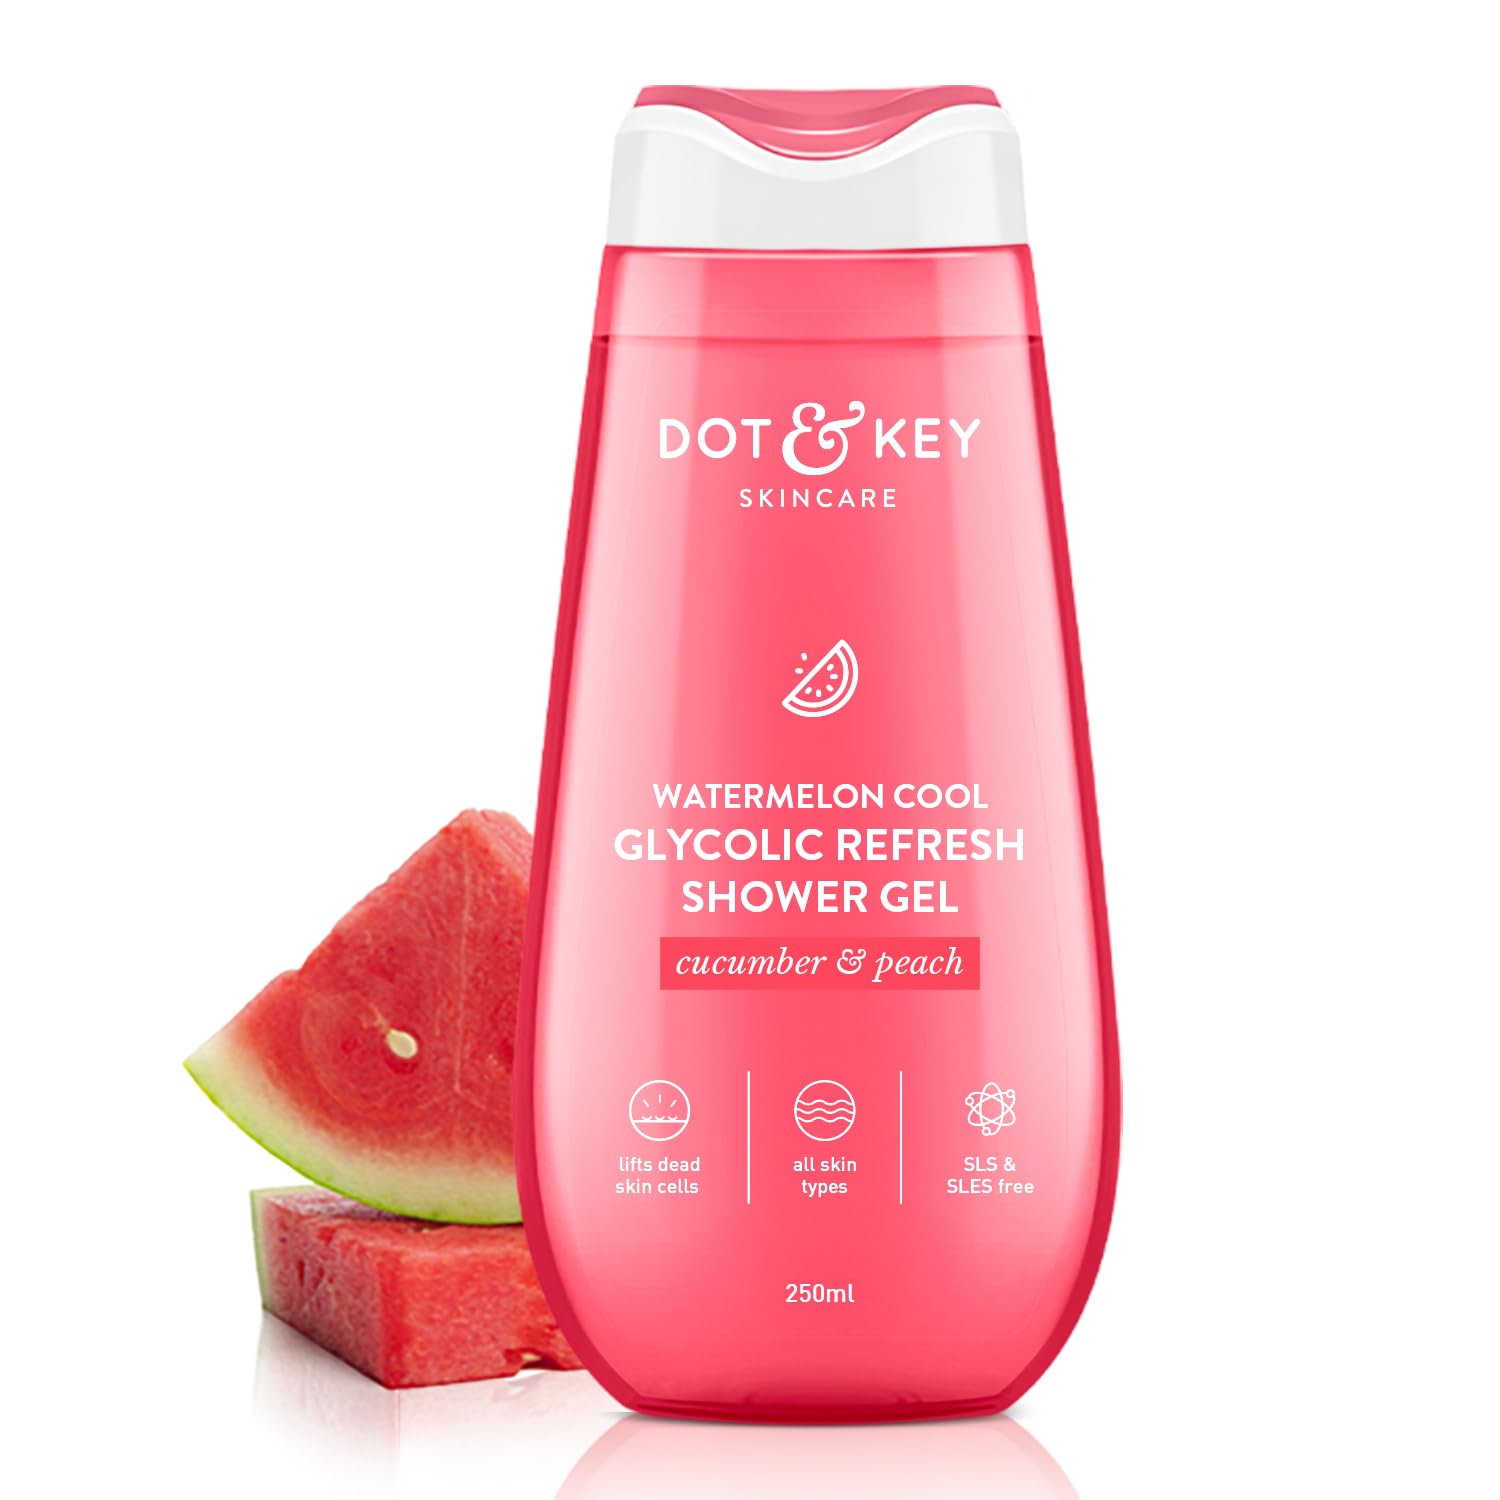 DOT & KEY
SKINCARE
WATERMELON COOL
GLYCOLIC REFRESH
SHOWER GEL
cucumber & peach
lifts dead
skin cells
all skin
types
SLS &
SLES free
250ml